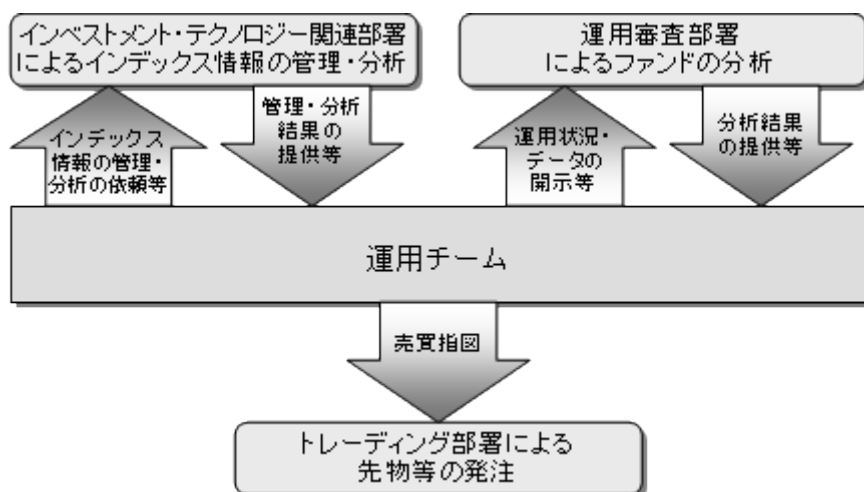 インベストメント・テクノロジー関連部署
によるインデックス情報の管理・分析
運用審査部署
によるファンドの分析
インデックス
情報の管理・
分析の依頼等
管理・分析
結果の
提供等
運用状況・
データの
開示等
分析結果
の提供等
運用チーム
売買指図
トレーディング部署による
先物等の発注